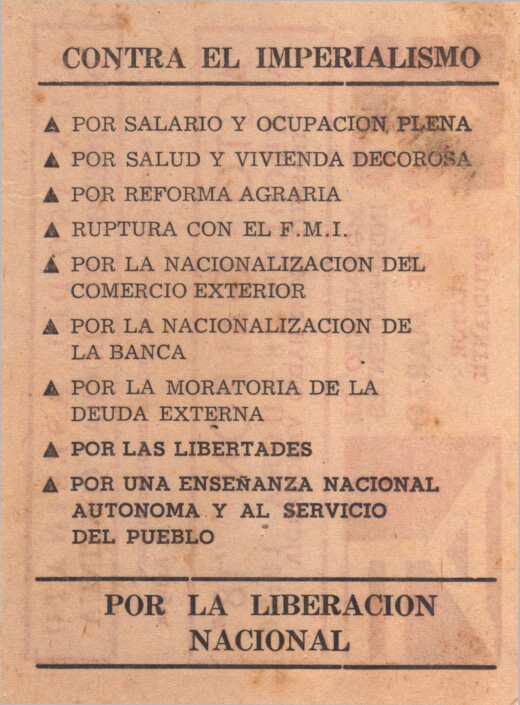 CONTRA EL IMPERIALISMO
POR SALARIO Y OCUPACION PLENA
POR SALUD Y VIVIENDA DECOROSA
POR REFORMA AGRARIA
RUPTURA CON EL F.M.I.
POR LA NACIONALIZACION DEL
COMERCIO EXTERIOR
POR LA NACIONALIZACION DE
LA BANCA
POR LA MORATORIA DE LA
DEUDA EXTERNA
POR LAS LIBERTADES
POR UNA ENSEÑANZA NACIONAL
AUTONOMA Y AL SERVICIO
DEL PUEBLO
POR LA LIBERACION
NACIONAL